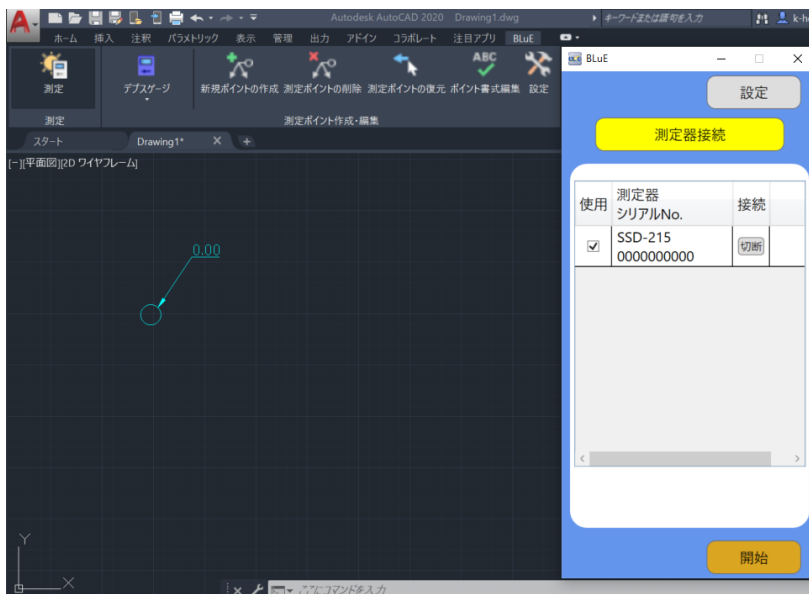 Autodesk AutoCAD 2020 Drawing1.dwg
キーワードまたは語句を入力
k-h
ホーム 挿入 注釈 パラメトリック 表示 管理 出力 アドイン コラボレート 注目アプリ BLuE
測定
デプスゲージ
新規ポイントの作成
測定ポイントの削除
測定ポイントの復元
ABC
ポイント書式編集
設定
測定
測定ポイント作成・編集
スタート
Drawing1*
[−][平面図][2D ワイヤフレーム]
0.00
Y
X
ここにコマンドを入力
BLuE
設定
測定器接続
使用
測定器
シリアルNo.
接続
SSD-215
0000000000
切断
開始